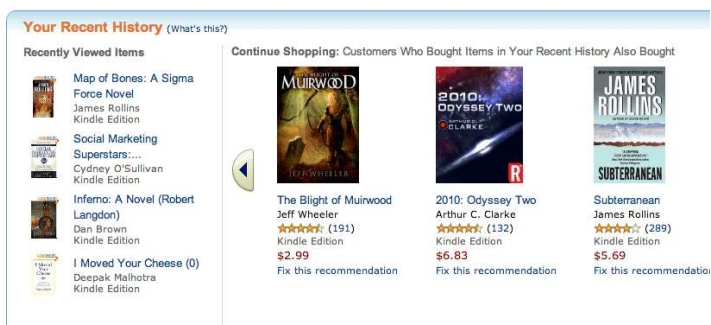 Your Recent History (What's this?)
Recently Viewed Items
Map of Bones: A Sigma
Force Novel
James Rollins
Kindle Edition
Social Marketing
Superstars:...
Cydney O'Sullivan
Kindle Edition
Inferno: A Novel (Robert
Langdon)
Dan Brown
Kindle Edition
I Moved Your Cheese (0)
Deepak Malhotra
Kindle Edition
Continue Shopping: Customers Who Bought Items in Your Recent History Also Bought
THE BLIGHT OF
MUIRWOOD
JEFF WHEELER
The Blight of Muirwood
Jeff Wheeler
(191)
Kindle Edition
$2.99
Fix this recommendation
2010:
ODYSSEY TWO
ARTHUR C.
CLARKE
R
2010: Odyssey Two
Arthur C. Clarke
(132)
Kindle Edition
$6.83
Fix this recommendation
JAMES
ROLLINS
SUBTERRANEAN
Subterranean
James Rollins
(289)
Kindle Edition
$5.69
Fix this recommendatio